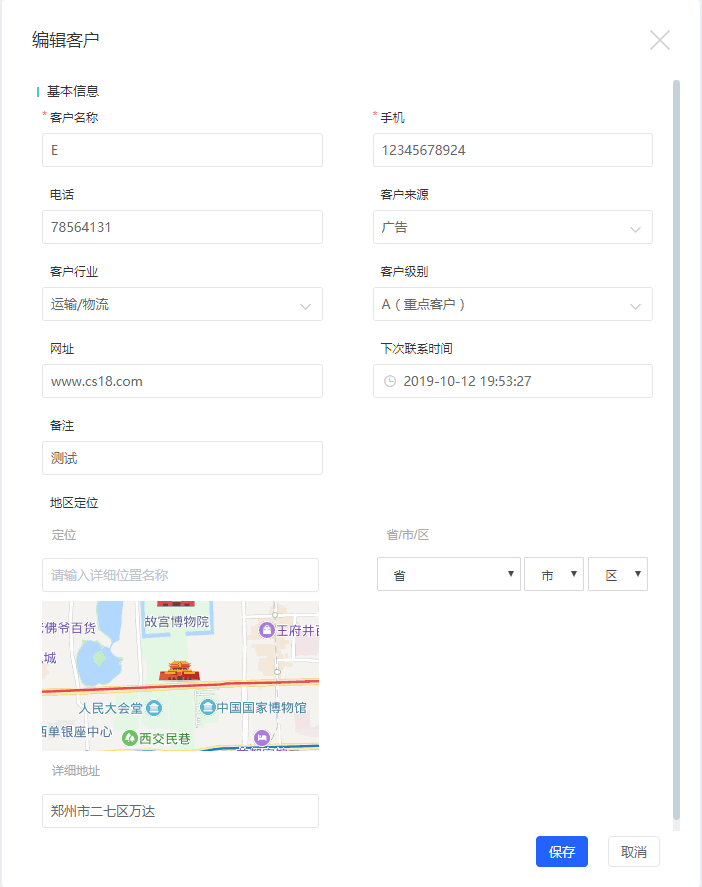 编辑客户
基本信息
* 客户名称
* 手机
E
12345678924
电话
客户来源
78564131
广告
客户行业
客户级别
运输/物流
A（重点客户）
网址
下次联系时间
www.cs18.com
2019-10-12 19:53:27
备注
测试
地区定位
定位
省/市/区
请输入详细位置名称
省
市
区
故宫博物院
佛爷百货
王府井百
城
人民大会堂
中国国家博物馆
西单银座中心
西交民巷
详细地址
郑州市二七区万达
保存
取消